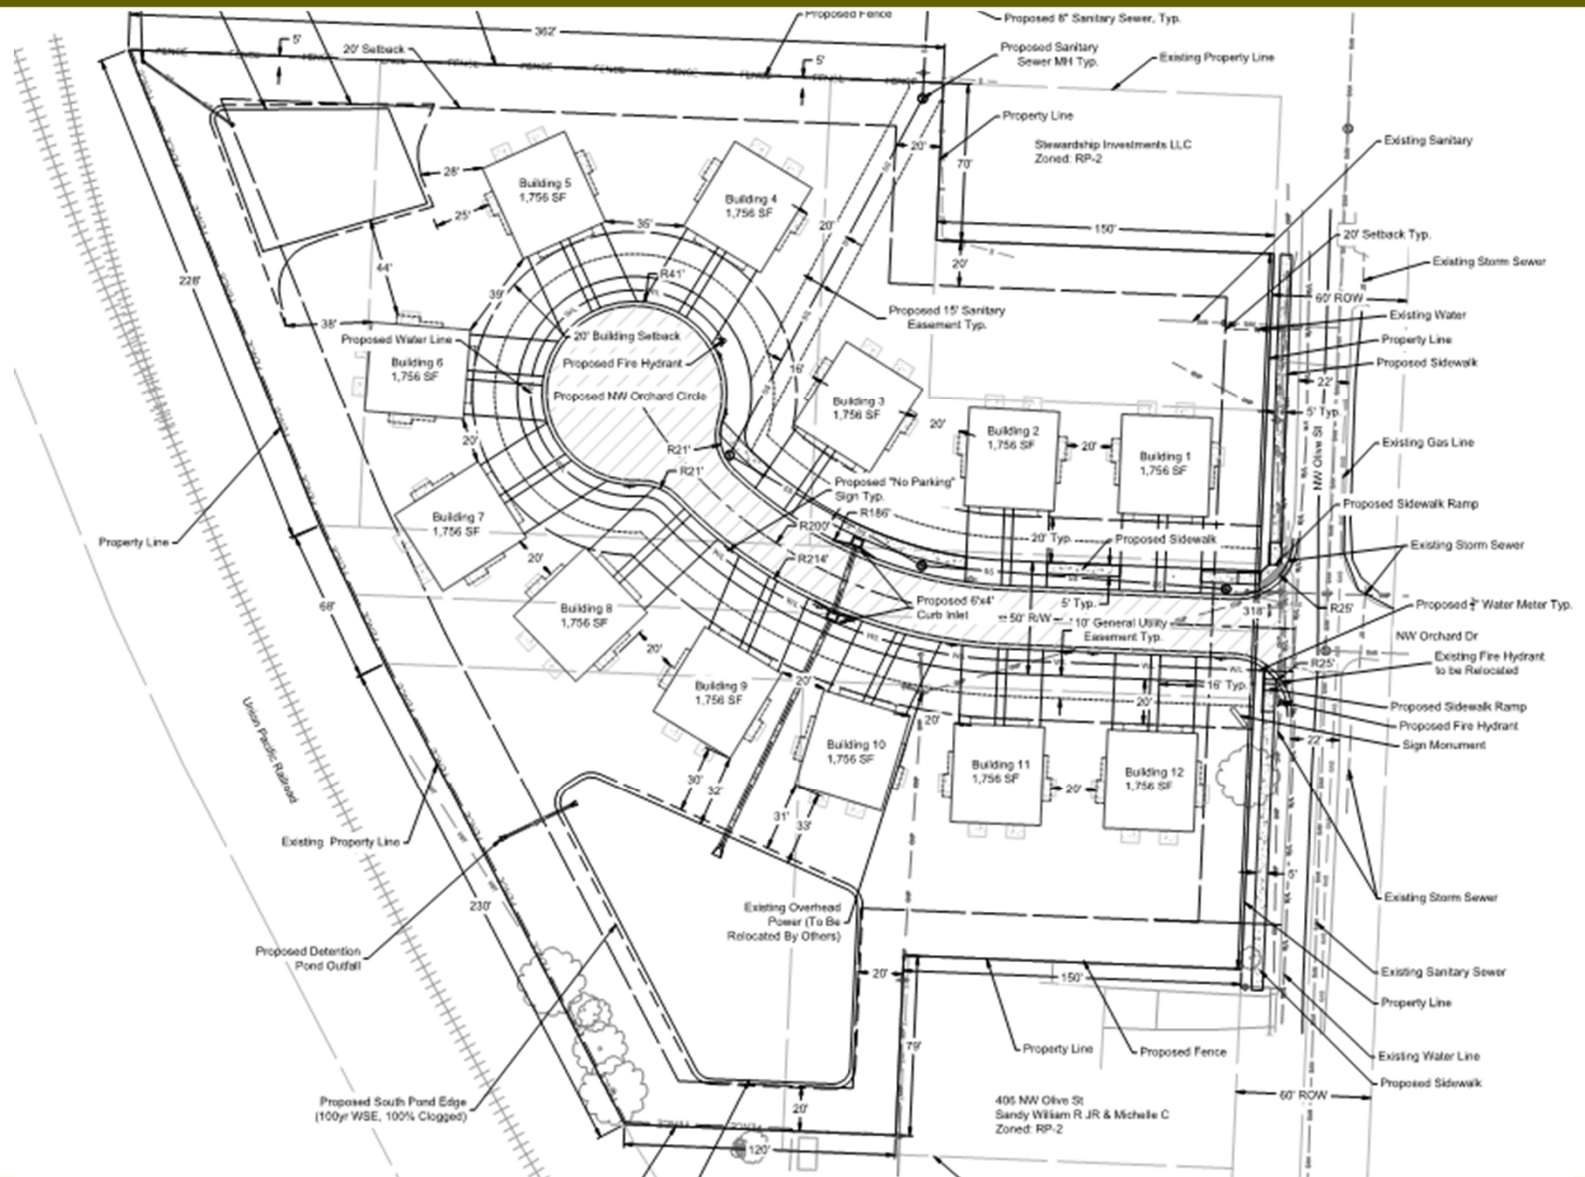 Proposed Fence
Proposed 8" Sanitary Sewer, Typ.
362'
5'
20' Setback
5'
Proposed Sanitary
Sewer MH Typ.
Existing Property Line
Property Line
Stewardship Investments LLC
Zoned: RP-2
Existing Sanitary
20'
70'
28'
25'
Building 5
1,756 SF
Building 4
1,756 SF
35'
20'
150'
20' Setback Typ.
20'
Existing Storm Sewer
228'
44'
39'
R41'
60' ROW
Proposed 15' Sanitary
Easement Typ.
Existing Water
38'
Proposed Water Line
20' Building Setback
Property Line
Building 6
1,756 SF
Proposed Fire Hydrant
Proposed Sidewalk
16'
22'
Proposed NW Orchard Circle
Building 3
1,756 SF
20'
5' Typ.
20'
Building 2
1,756 SF
20'
Building 1
1,756 SF
NW Olive St
Existing Gas Line
R21'
R21'
Proposed "No Parking"
Sign Typ.
Proposed Sidewalk Ramp
Building 7
1,756 SF
R186'
R200'
Property Line
20' Typ.
Proposed Sidewalk
Existing Storm Sewer
20'
R214'
68'
Building 8
1,756 SF
Proposed 6'x4'
Curb Inlet
5' Typ.
50' R/W
10' General Utility
Easement Typ.
318'
R25'
Proposed ¾" Water Meter Typ.
NW Orchard Dr
20'
R25'
Existing Fire Hydrant
to be Relocated
Building 9
1,756 SF
20'
16' Typ.
20'
20'
Proposed Sidewalk Ramp
Proposed Fire Hydrant
Sign Monument
Union Pacific Railroad
Building 10
1,756 SF
22'
Building 11
1,756 SF
20'
Building 12
1,756 SF
30'
32'
31'
33'
Existing Property Line
5'
230'
Existing Overhead
Power (To Be
Relocated By Others)
Existing Storm Sewer
Proposed Detention
Pond Outfall
20'
150'
Existing Sanitary Sewer
Property Line
79'
Property Line
Proposed Fence
Existing Water Line
Proposed Sidewalk
Proposed South Pond Edge
(100yr WSE, 100% Clogged)
20'
406 NW Olive St
Sandy William R JR & Michelle C
Zoned: RP-2
60' ROW
120'